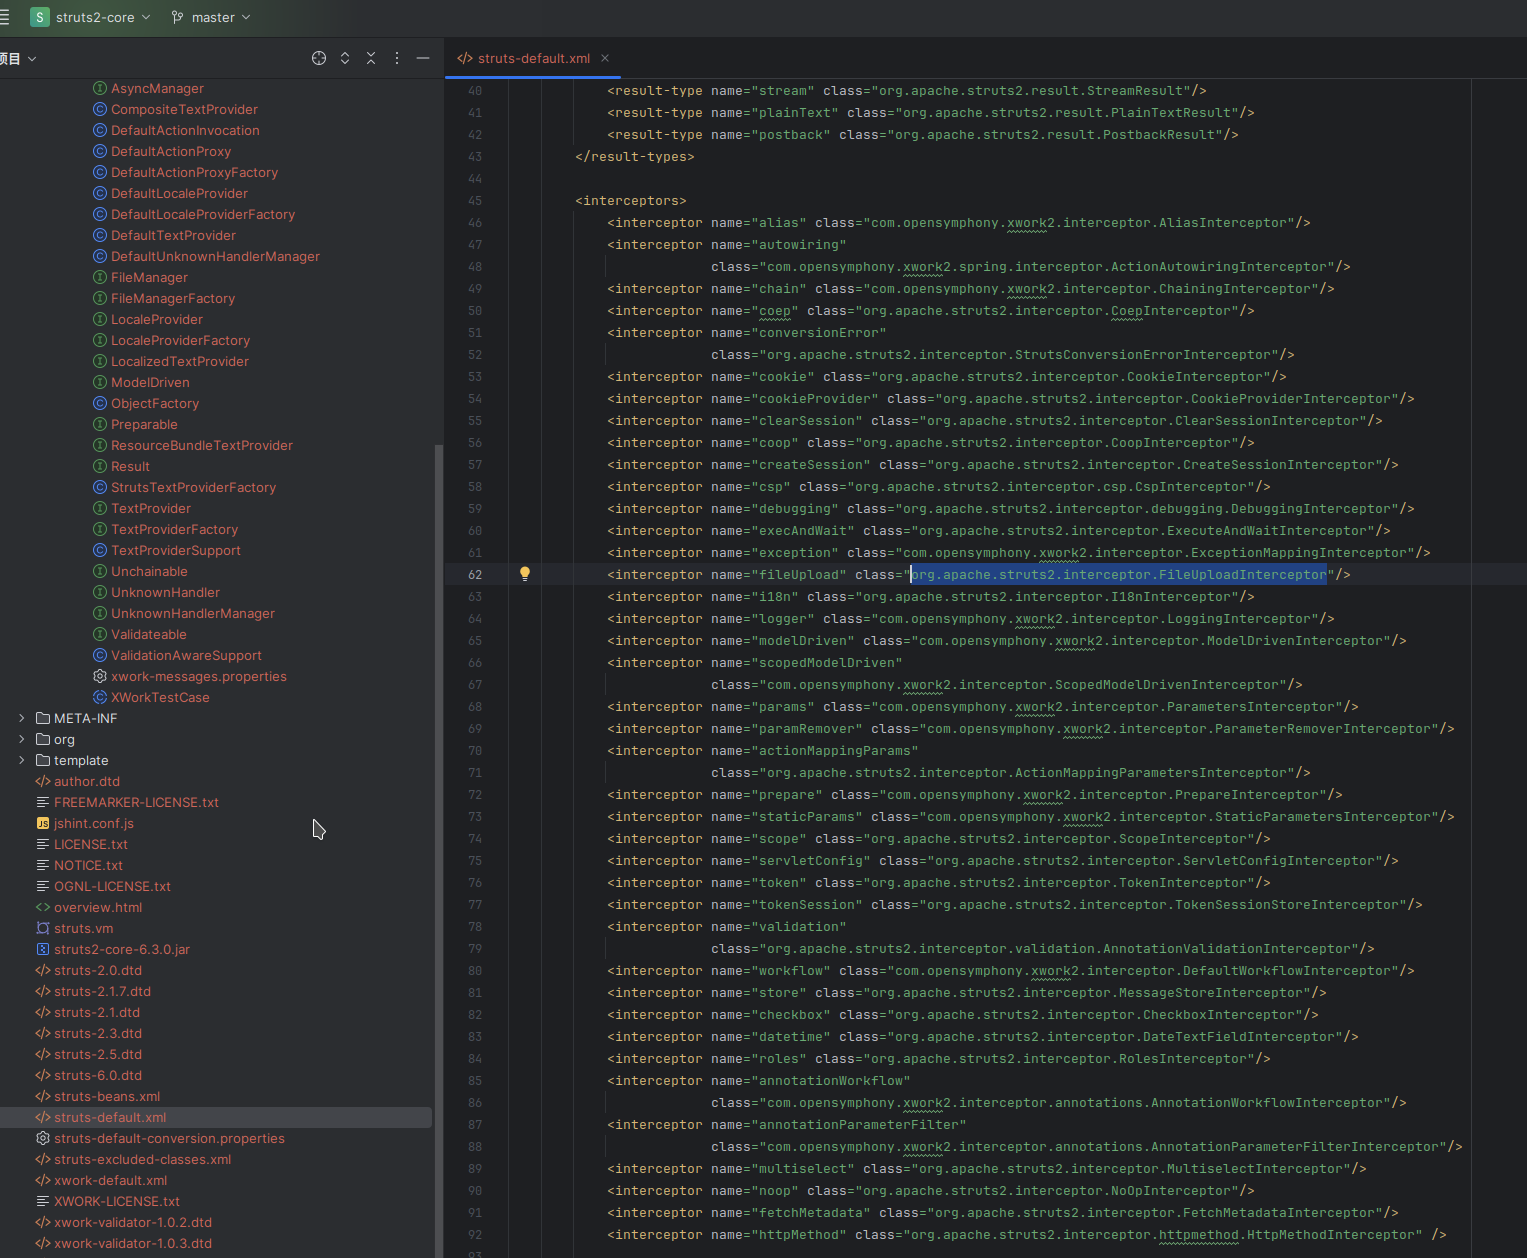 S struts2-core master
项目
struts-default.xml
AsyncManager
CompositeTextProvider
DefaultActionInvocation
DefaultActionProxy
DefaultActionProxyFactory
DefaultLocaleProvider
DefaultLocaleProviderFactory
DefaultTextProvider
DefaultUnknownHandlerManager
FileManager
FileManagerFactory
LocaleProvider
LocaleProviderFactory
LocalizedTextProvider
ModelDriven
ObjectFactory
Preparable
ResourceBundleTextProvider
Result
StrutsTextProviderFactory
TextProvider
TextProviderFactory
TextProviderSupport
Unchainable
UnknownHandler
UnknownHandlerManager
Validateable
ValidationAwareSupport
xwork-messages.properties
XWorkTestCase
META-INF
org
template
author.dtd
FREEMARKER-LICENSE.txt
JS jshint.conf.js
LICENSE.txt
NOTICE.txt
OGNL-LICENSE.txt
overview.html
struts.vm
struts2-core-6.3.0.jar
struts-2.0.dtd
struts-2.1.7.dtd
struts-2.1.dtd
struts-2.3.dtd
struts-2.5.dtd
struts-6.0.dtd
struts-beans.xml
struts-default.xml
struts-default-conversion.properties
struts-excluded-classes.xml
xwork-default.xml
XWORK-LICENSE.txt
xwork-validator-1.0.2.dtd
xwork-validator-1.0.3.dtd
40 <result-type name="stream" class="org.apache.struts2.result.StreamResult"/>
41 <result-type name="plainText" class="org.apache.struts2.result.PlainTextResult"/>
42 <result-type name="postback" class="org.apache.struts2.result.PostbackResult"/>
43 </result-types>
44
45 <interceptors>
46 <interceptor name="alias" class="com.opensymphony.xwork2.interceptor.AliasInterceptor"/>
47 <interceptor name="autowiring"
48 class="com.opensymphony.xwork2.spring.interceptor.ActionAutowiringInterceptor"/>
49 <interceptor name="chain" class="com.opensymphony.xwork2.interceptor.ChainingInterceptor"/>
50 <interceptor name="coep" class="org.apache.struts2.interceptor.CoepInterceptor"/>
51 <interceptor name="conversionError"
52 class="org.apache.struts2.interceptor.StrutsConversionErrorInterceptor"/>
53 <interceptor name="cookie" class="org.apache.struts2.interceptor.CookieInterceptor"/>
54 <interceptor name="cookieProvider" class="org.apache.struts2.interceptor.CookieProviderInterceptor"/>
55 <interceptor name="clearSession" class="org.apache.struts2.interceptor.ClearSessionInterceptor"/>
56 <interceptor name="coop" class="org.apache.struts2.interceptor.CoopInterceptor"/>
57 <interceptor name="createSession" class="org.apache.struts2.interceptor.CreateSessionInterceptor"/>
58 <interceptor name="csp" class="org.apache.struts2.interceptor.csp.CspInterceptor"/>
59 <interceptor name="debugging" class="org.apache.struts2.interceptor.debugging.DebuggingInterceptor"/>
60 <interceptor name="execAndWait" class="org.apache.struts2.interceptor.ExecuteAndWaitInterceptor"/>
61 <interceptor name="exception" class="com.opensymphony.xwork2.interceptor.ExceptionMappingInterceptor"/>
62 <interceptor name="fileUpload" class="org.apache.struts2.interceptor.FileUploadInterceptor"/>
63 <interceptor name="i18n" class="org.apache.struts2.interceptor.I18nInterceptor"/>
64 <interceptor name="logger" class="com.opensymphony.xwork2.interceptor.LoggingInterceptor"/>
65 <interceptor name="modelDriven" class="com.opensymphony.xwork2.interceptor.ModelDrivenInterceptor"/>
66 <interceptor name="scopedModelDriven"
67 class="com.opensymphony.xwork2.interceptor.ScopedModelDrivenInterceptor"/>
68 <interceptor name="params" class="com.opensymphony.xwork2.interceptor.ParametersInterceptor"/>
69 <interceptor name="paramRemover" class="com.opensymphony.xwork2.interceptor.ParameterRemoverInterceptor"/>
70 <interceptor name="actionMappingParams"
71 class="org.apache.struts2.interceptor.ActionMappingParametersInterceptor"/>
72 <interceptor name="prepare" class="com.opensymphony.xwork2.interceptor.PrepareInterceptor"/>
73 <interceptor name="staticParams" class="com.opensymphony.xwork2.interceptor.StaticParametersInterceptor"/>
74 <interceptor name="scope" class="org.apache.struts2.interceptor.ScopeInterceptor"/>
75 <interceptor name="servletConfig" class="org.apache.struts2.interceptor.ServletConfigInterceptor"/>
76 <interceptor name="token" class="org.apache.struts2.interceptor.TokenInterceptor"/>
77 <interceptor name="tokenSession" class="org.apache.struts2.interceptor.TokenSessionStoreInterceptor"/>
78 <interceptor name="validation"
79 class="org.apache.struts2.interceptor.validation.AnnotationValidationInterceptor"/>
80 <interceptor name="workflow" class="com.opensymphony.xwork2.interceptor.DefaultWorkflowInterceptor"/>
81 <interceptor name="store" class="org.apache.struts2.interceptor.MessageStoreInterceptor"/>
82 <interceptor name="checkbox" class="org.apache.struts2.interceptor.CheckboxInterceptor"/>
83 <interceptor name="datetime" class="org.apache.struts2.interceptor.DateTextFieldInterceptor"/>
84 <interceptor name="roles" class="org.apache.struts2.interceptor.RolesInterceptor"/>
85 <interceptor name="annotationWorkflow"
86 class="com.opensymphony.xwork2.interceptor.annotations.AnnotationWorkflowInterceptor"/>
87 <interceptor name="annotationParameterFilter"
88 class="com.opensymphony.xwork2.interceptor.annotations.AnnotationParameterFilterInterceptor"/>
89 <interceptor name="multiselect" class="org.apache.struts2.interceptor.MultiselectInterceptor"/>
90 <interceptor name="noop" class="org.apache.struts2.interceptor.NoOpInterceptor"/>
91 <interceptor name="fetchMetadata" class="org.apache.struts2.interceptor.FetchMetadataInterceptor"/>
92 <interceptor name="httpMethod" class="org.apache.struts2.interceptor.httpmethod.HttpMethodInterceptor" />
93